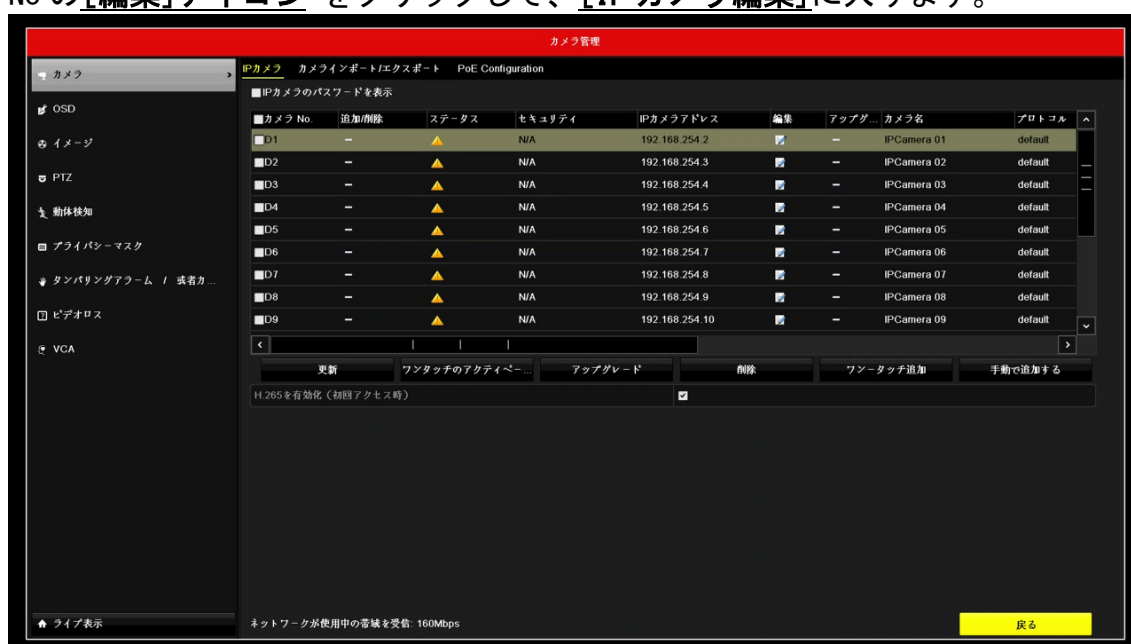 No の[編集]アイコン をクリックして、[IP カメラ編集]に入ります。
カメラ管理
カメラ
OSD
イメージ
PTZ
動体検知
プライバシーマスク
タンパリングアラーム / 或者カ...
ビデオロス
VCA
ライブ表示
IPカメラ カメラインポート/エクスポート PoE Configuration
IPカメラのパスワードを表示
カメラ No. 追加/削除 ステータス セキュリティ IPカメラアドレス 編集 アップグ... カメラ名 プロトコル
D1 – N/A 192.168.254.2 – IPCamera 01 default
D2 – N/A 192.168.254.3 – IPCamera 02 default
D3 – N/A 192.168.254.4 – IPCamera 03 default
D4 – N/A 192.168.254.5 – IPCamera 04 default
D5 – N/A 192.168.254.6 – IPCamera 05 default
D6 – N/A 192.168.254.7 – IPCamera 06 default
D7 – N/A 192.168.254.8 – IPCamera 07 default
D8 – N/A 192.168.254.9 – IPCamera 08 default
D9 – N/A 192.168.254.10 – IPCamera 09 default
更新 ワンタッチのアクティベー... アップグレード 削除 ワンータッチ追加 手動で追加する
H.265を有効化（初回アクセス時）
ネットワークが使用中の帯域を受信: 160Mbps
戻る